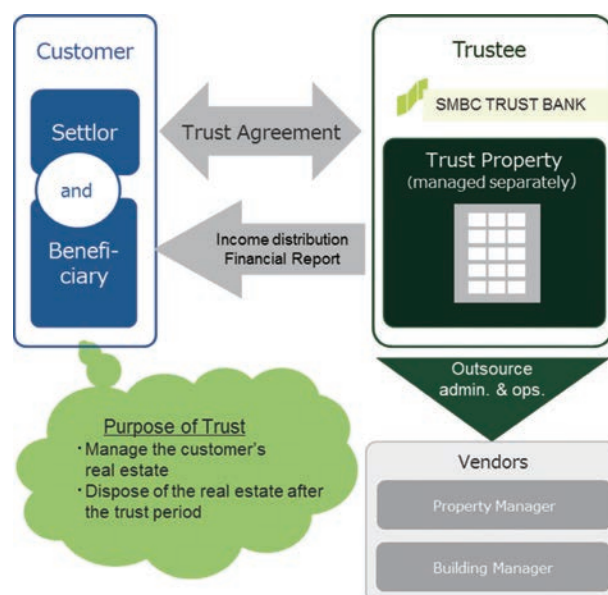 Customer
Settlor
and
Benefi-
ciary
Trust Agreement
Income distribution
Financial Report
Trustee
SMBC TRUST BANK
Trust Property
(managed separately)
Purpose of Trust
・Manage the customer's
real estate
・Dispose of the real estate after
the trust period
Outsource
admin. & ops.
Vendors
Property Manager
Building Manager